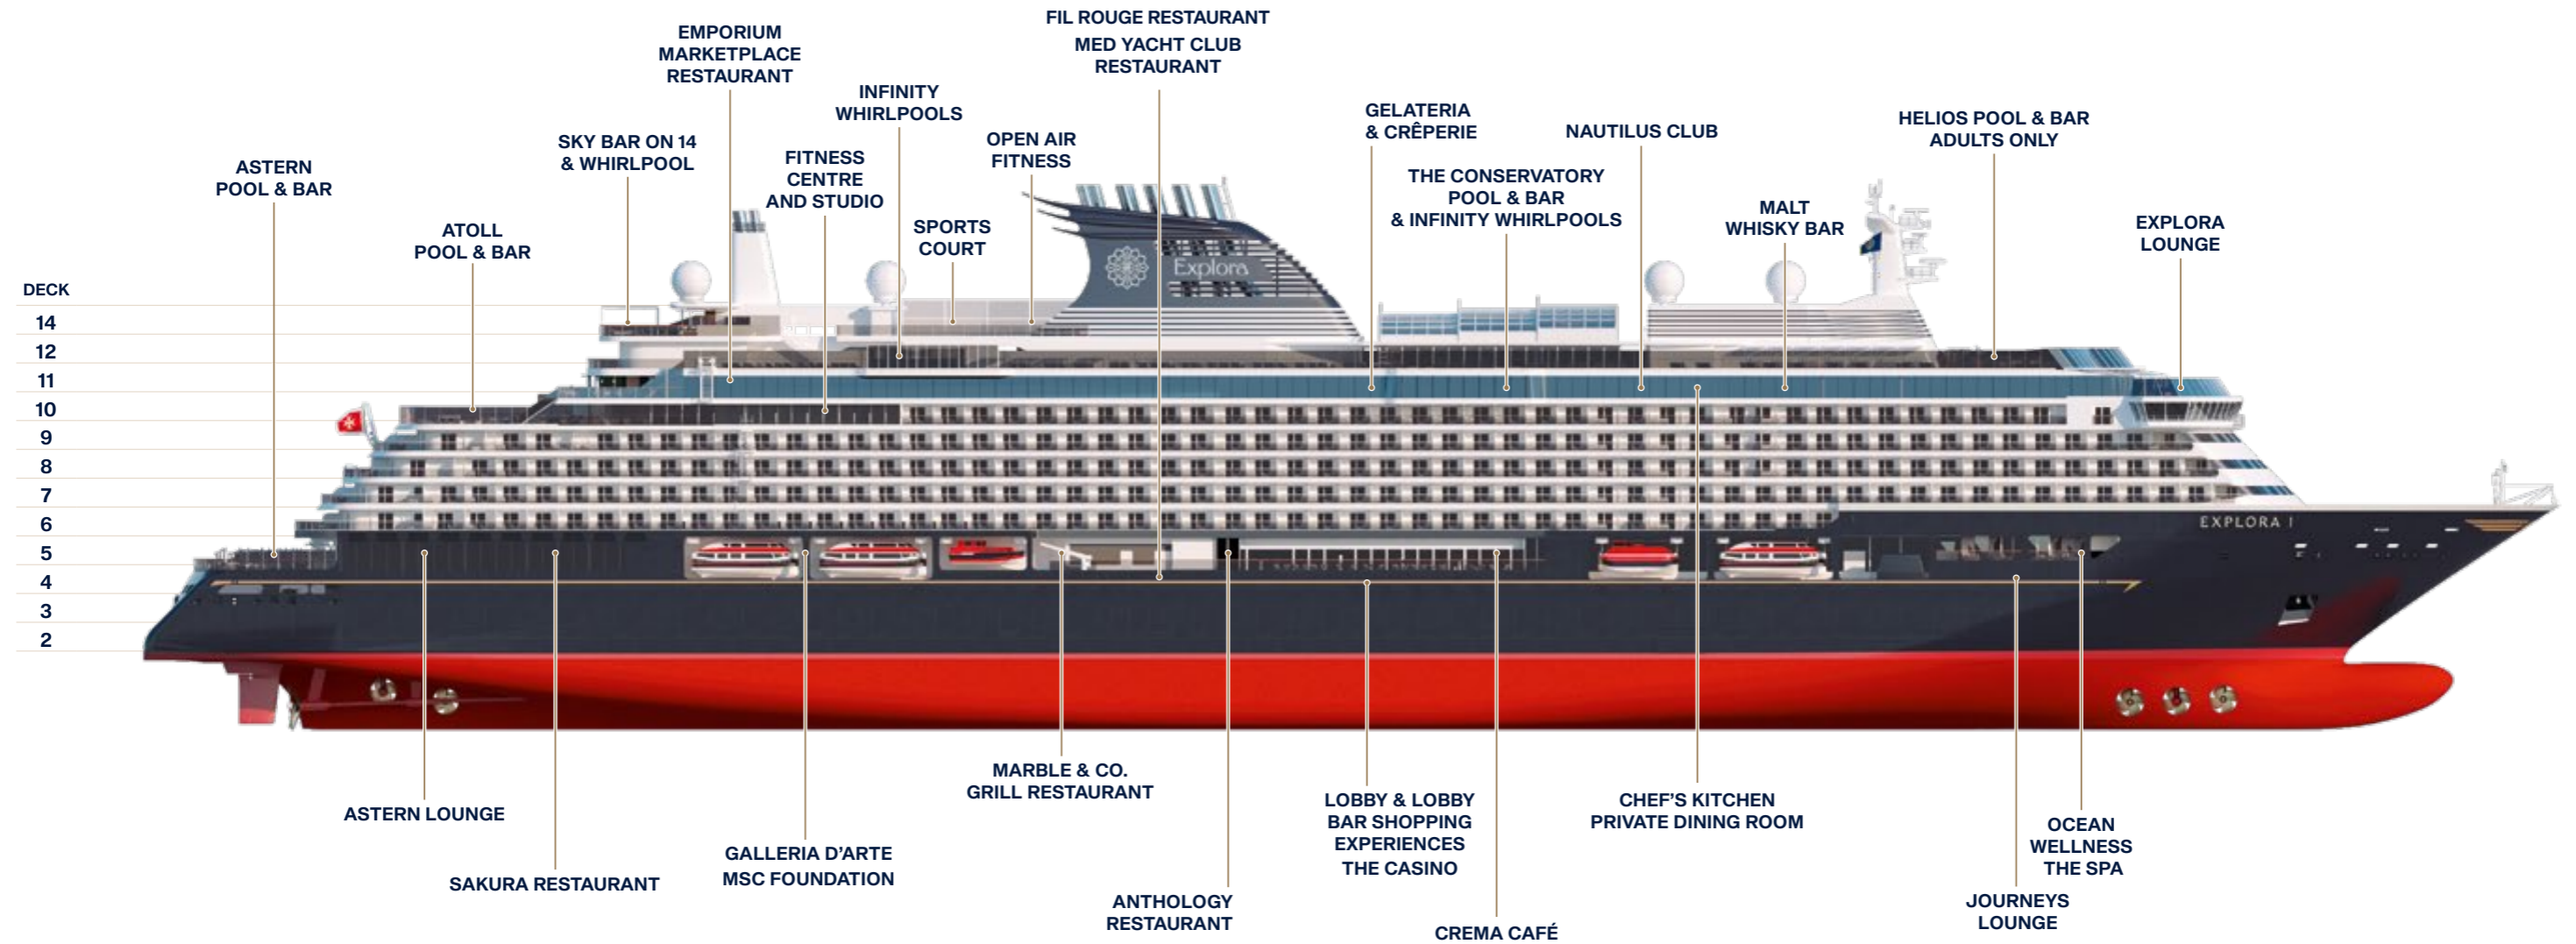 FIL ROUGE RESTAURANT
MED YACHT CLUB
RESTAURANT
EMPORIUM
MARKETPLACE
RESTAURANT
INFINITY
WHIRLPOOLS
GELATERIA
& CRÊPERIE
NAUTILUS CLUB
HELIOS POOL & BAR
ADULTS ONLY
SKY BAR ON 14
& WHIRLPOOL
OPEN AIR
FITNESS
FITNESS
CENTRE
AND STUDIO
ASTERN
POOL & BAR
THE CONSERVATORY
POOL & BAR
& INFINITY WHIRLPOOLS
MALT
WHISKY BAR
SPORTS
COURT
ATOLL
POOL & BAR
EXPLORA
LOUNGE
Explora
DECK
14
12
11
10
9
8
7
6
5
4
3
2
EXPLORA I
ASTERN LOUNGE
SAKURA RESTAURANT
GALLERIA D'ARTE
MSC FOUNDATION
MARBLE & CO.
GRILL RESTAURANT
ANTHOLOGY
RESTAURANT
LOBBY & LOBBY
BAR SHOPPING
EXPERIENCES
THE CASINO
CREMA CAFÉ
CHEF'S KITCHEN
PRIVATE DINING ROOM
JOURNEYS
LOUNGE
OCEAN
WELLNESS
THE SPA